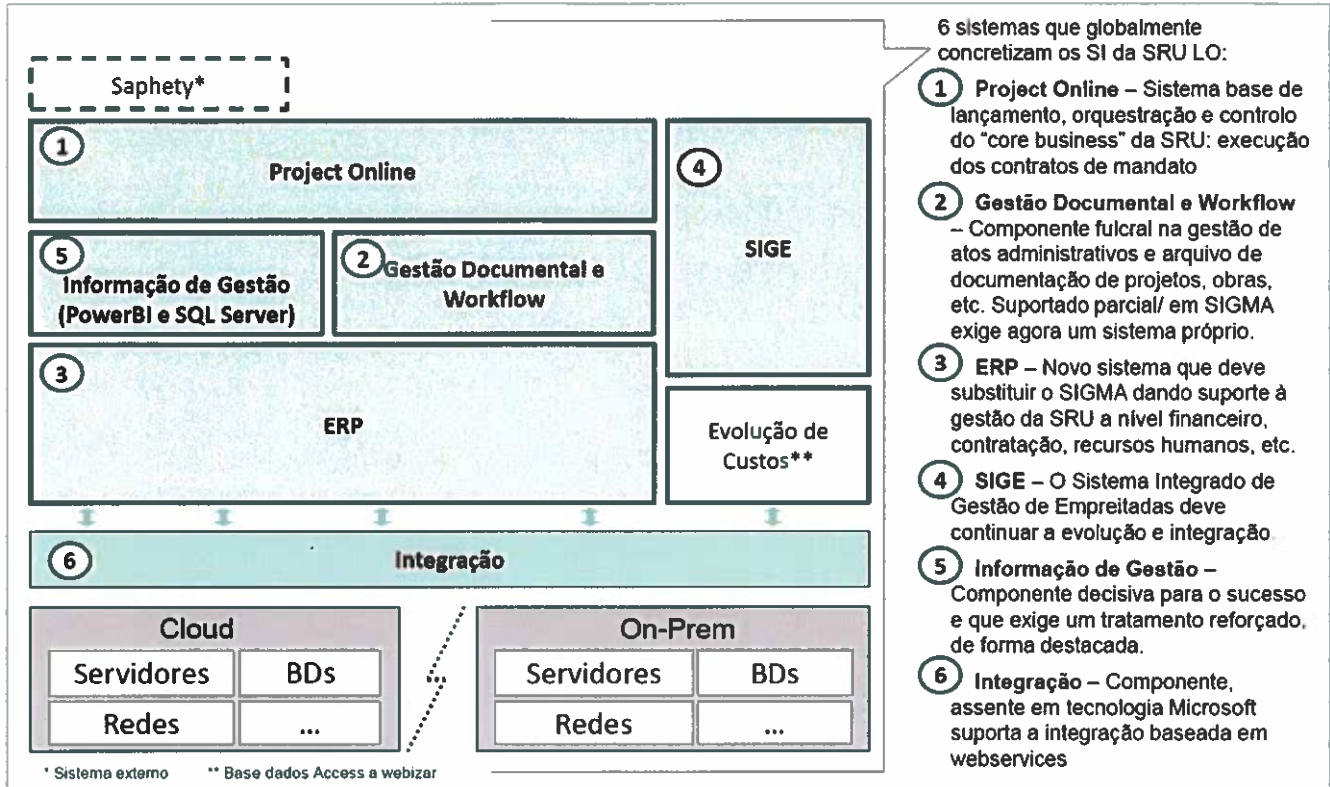 Saphety*
1
Project Online
4
SIGE
5
Informação de Gestão
(PowerBI e SQL Server)
2
Gestão Documental e
Workflow
3
ERP
Evolução de
Custos**
6
Integração
Cloud
Servidores
BDs
Redes
...
...
On-Prem
Servidores
BDs
Redes
...
* Sistema externo
** Base dados Access a webizar
6 sistemas que globalmente
concretizam os SI da SRU LO:
1 Project Online – Sistema base de
lançamento, orquestração e controlo
do “core business” da SRU: execução
dos contratos de mandato
2 Gestão Documental e Workflow
– Componente fulcral na gestão de
atos administrativos e arquivo de
documentação de projetos, obras,
etc. Suportado parcial/ em SIGMA
exige agora um sistema próprio.
3 ERP – Novo sistema que deve
substituir o SIGMA dando suporte à
gestão da SRU a nível financeiro,
contratação, recursos humanos, etc.
4 SIGE – O Sistema Integrado de
Gestão de Empreitadas deve
continuar a evolução e integração.
5 Informação de Gestão –
Componente decisiva para o sucesso
e que exige um tratamento reforçado,
de forma destacada.
6 Integração – Componente,
assente em tecnologia Microsoft
suporta a integração baseada em
webservices